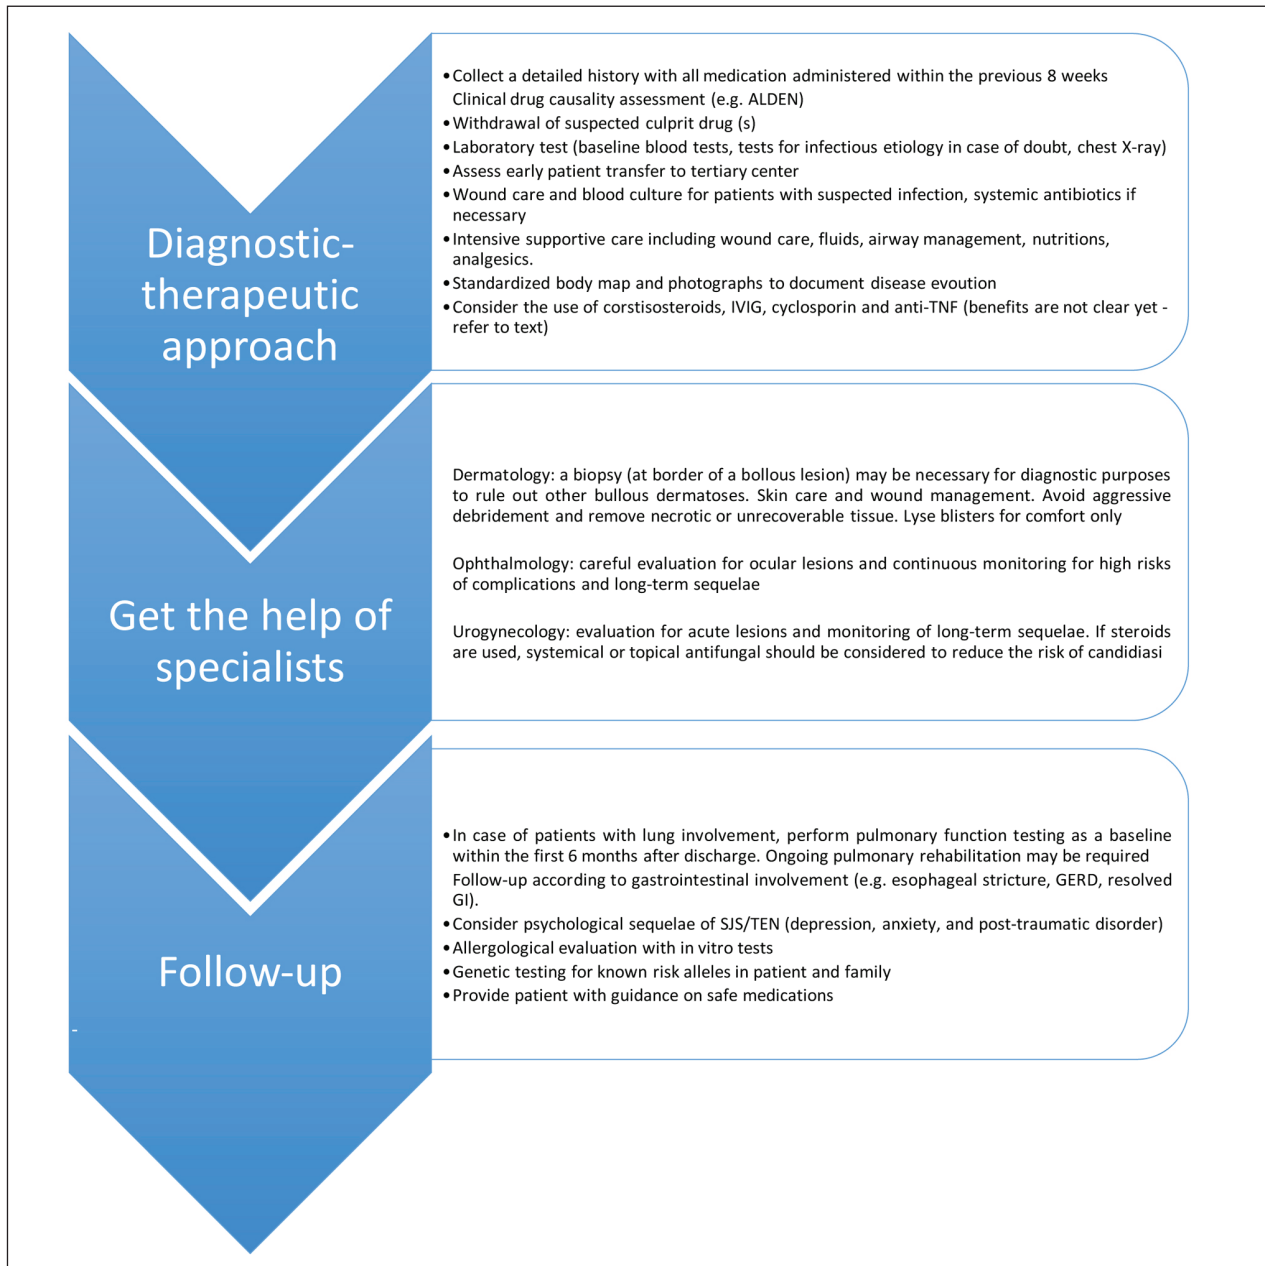 Diagnostic-
therapeutic
approach
•Collect a detailed history with all medication administered within the previous 8 weeks
Clinical drug causality assessment (e.g. ALDEN)
•Withdrawal of suspected culprit drug (s)
•Laboratory test (baseline blood tests, tests for infectious etiology in case of doubt, chest X-ray)
•Assess early patient transfer to tertiary center
•Wound care and blood culture for patients with suspected infection, systemic antibiotics if
necessary
•Intensive supportive care including wound care, fluids, airway management, nutritions,
analgesics.
•Standardized body map and photographs to document disease evoution
•Consider the use of corstisosteroids, IVIG, cyclosporin and anti-TNF (benefits are not clear yet -
refer to text)
Get the help of
specialists
Dermatology: a biopsy (at border of a bollous lesion) may be necessary for diagnostic purposes
to rule out other bullous dermatoses. Skin care and wound management. Avoid aggressive
debridement and remove necrotic or unrecoverable tissue. Lyse blisters for comfort only
Ophthalmology: careful evaluation for ocular lesions and continuous monitoring for high risks
of complications and long-term sequelae
Urogynecology: evaluation for acute lesions and monitoring of long-term sequelae. If steroids
are used, systemical or topical antifungal should be considered to reduce the risk of candidiasi
Follow-up
-
•In case of patients with lung involvement, perform pulmonary function testing as a baseline
within the first 6 months after discharge. Ongoing pulmonary rehabilitation may be required
Follow-up according to gastrointestinal involvement (e.g. esophageal stricture, GERD, resolved
GI).
•Consider psychological sequelae of SJS/TEN (depression, anxiety, and post-traumatic disorder)
•Allergological evaluation with in vitro tests
•Genetic testing for known risk alleles in patient and family
•Provide patient with guidance on safe medications